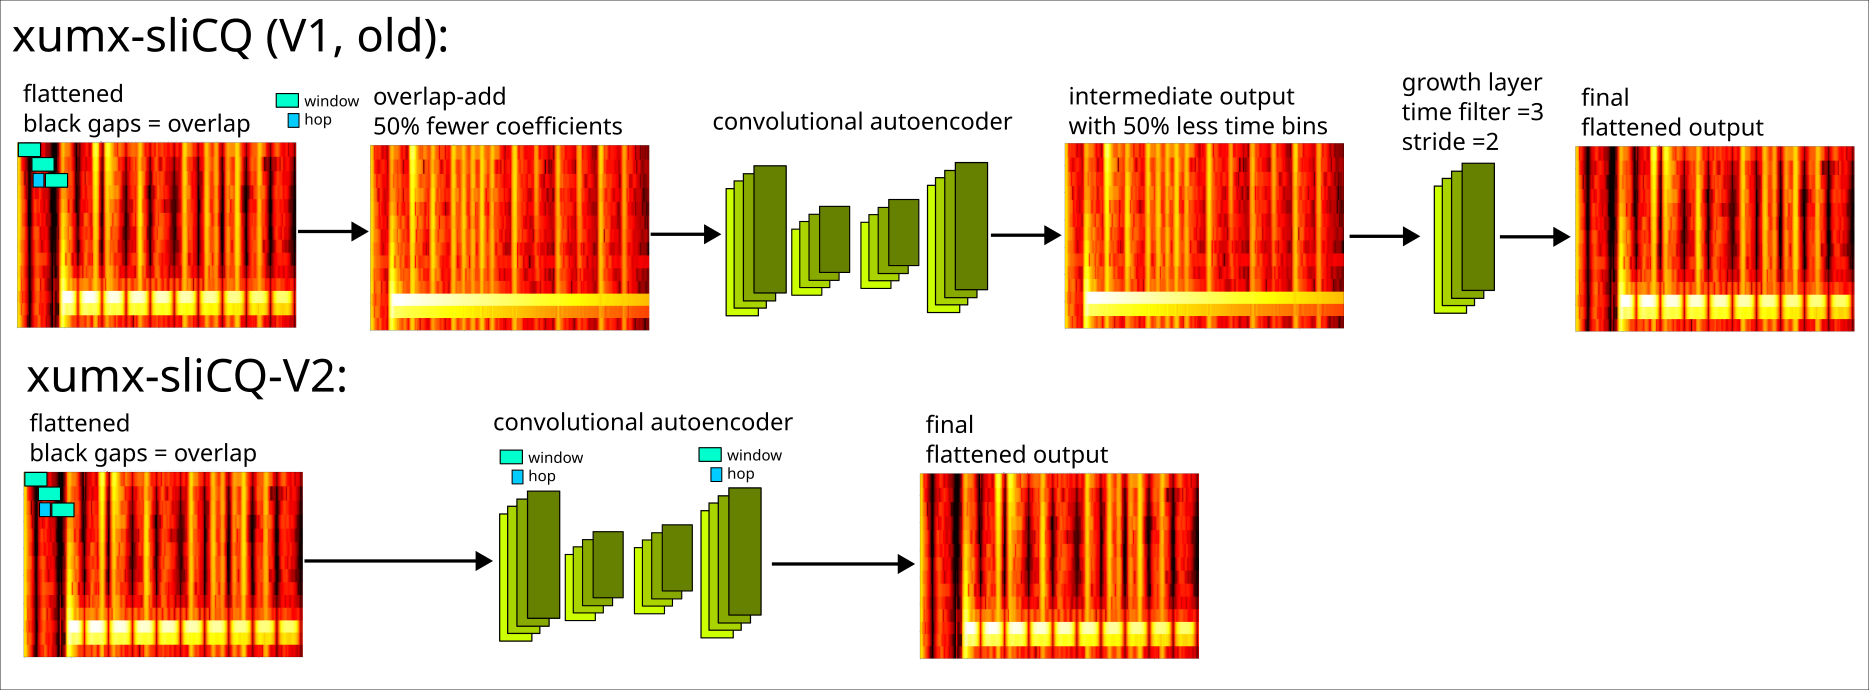 xumx-sliCQ (V1, old):
flattened
black gaps = overlap
window
hop
overlap-add
50% fewer coefficients
convolutional autoencoder
intermediate output
with 50% less time bins
growth layer
time filter =3
stride =2
final
flattened output
xumx-sliCQ-V2:
flattened
black gaps = overlap
convolutional autoencoder
window
hop
window
hop
final
flattened output